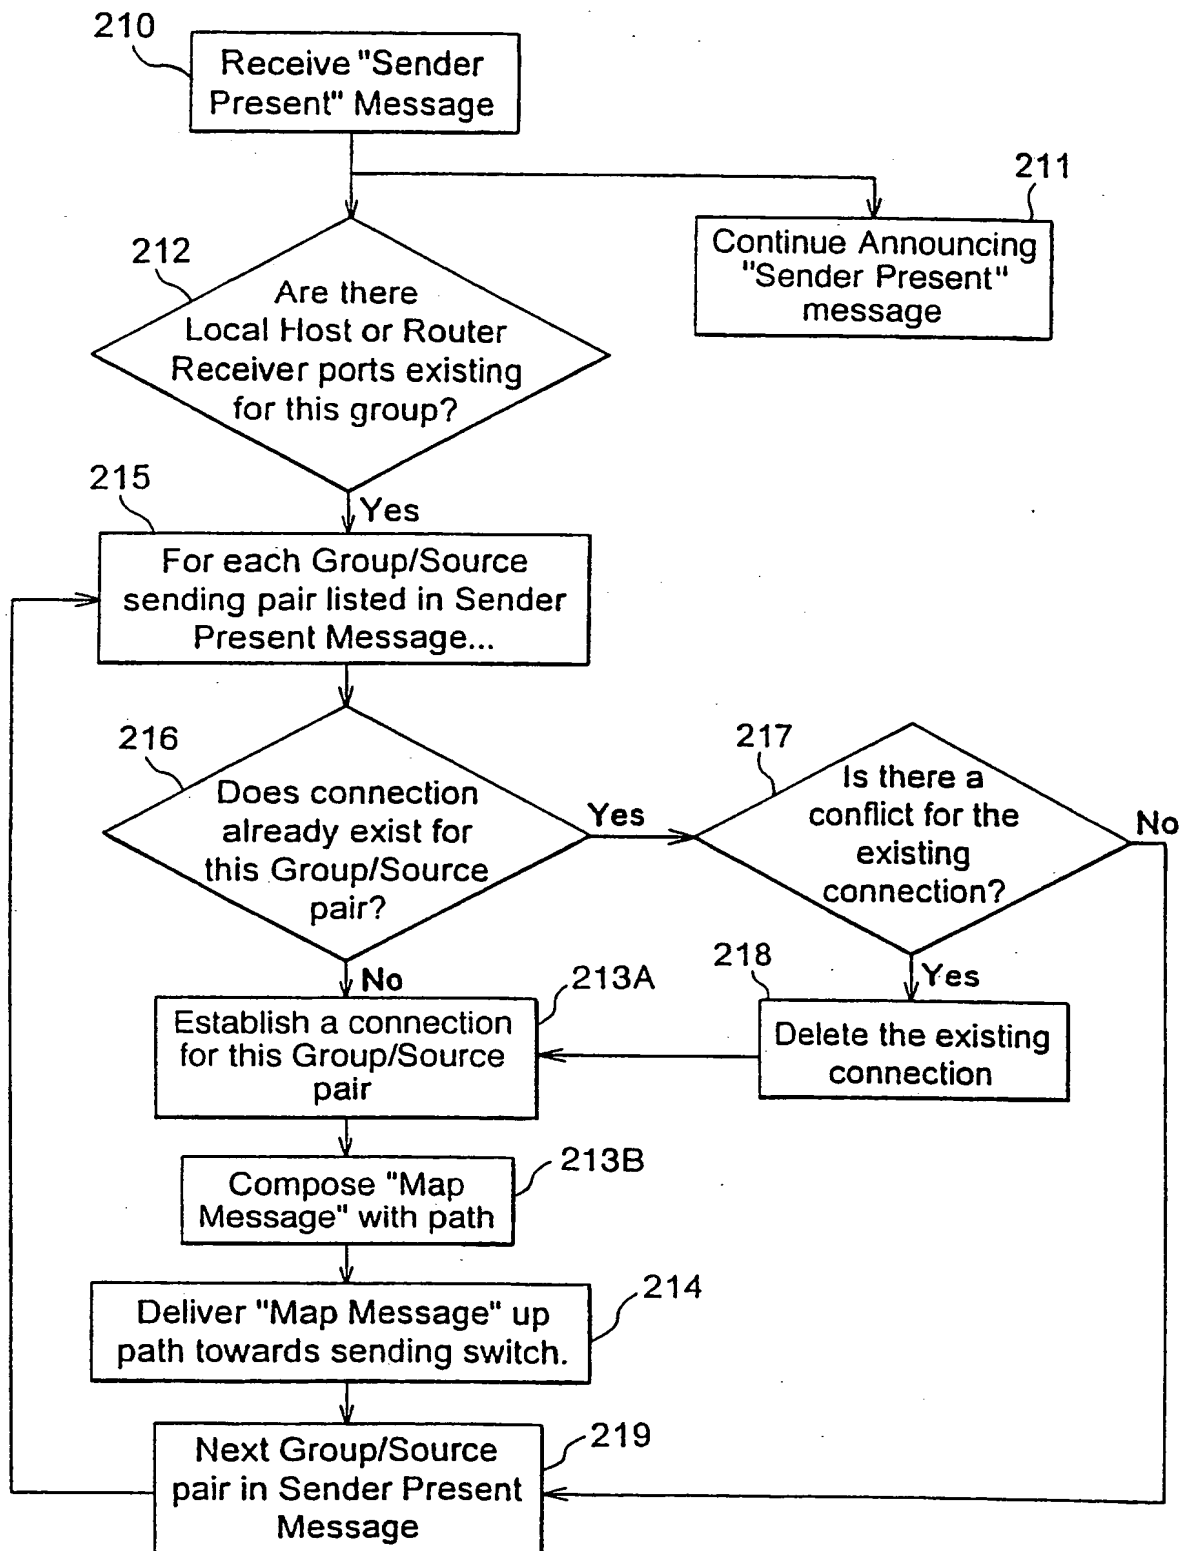 210
Receive "Sender
Present" Message
211
Continue Announcing
"Sender Present"
message
212
Are there
Local Host or Router
Receiver ports existing
for this group?
Yes
215
For each Group/Source
sending pair listed in Sender
Present Message...
216
Does connection
already exist for
this Group/Source
pair?
Yes
217
Is there a
conflict for the
existing
connection?
No
No
Yes
213A
Establish a connection
for this Group/Source
pair
218
Delete the existing
connection
213B
Compose "Map
Message" with path
214
Deliver "Map Message" up
path towards sending switch.
219
Next Group/Source
pair in Sender Present
Message